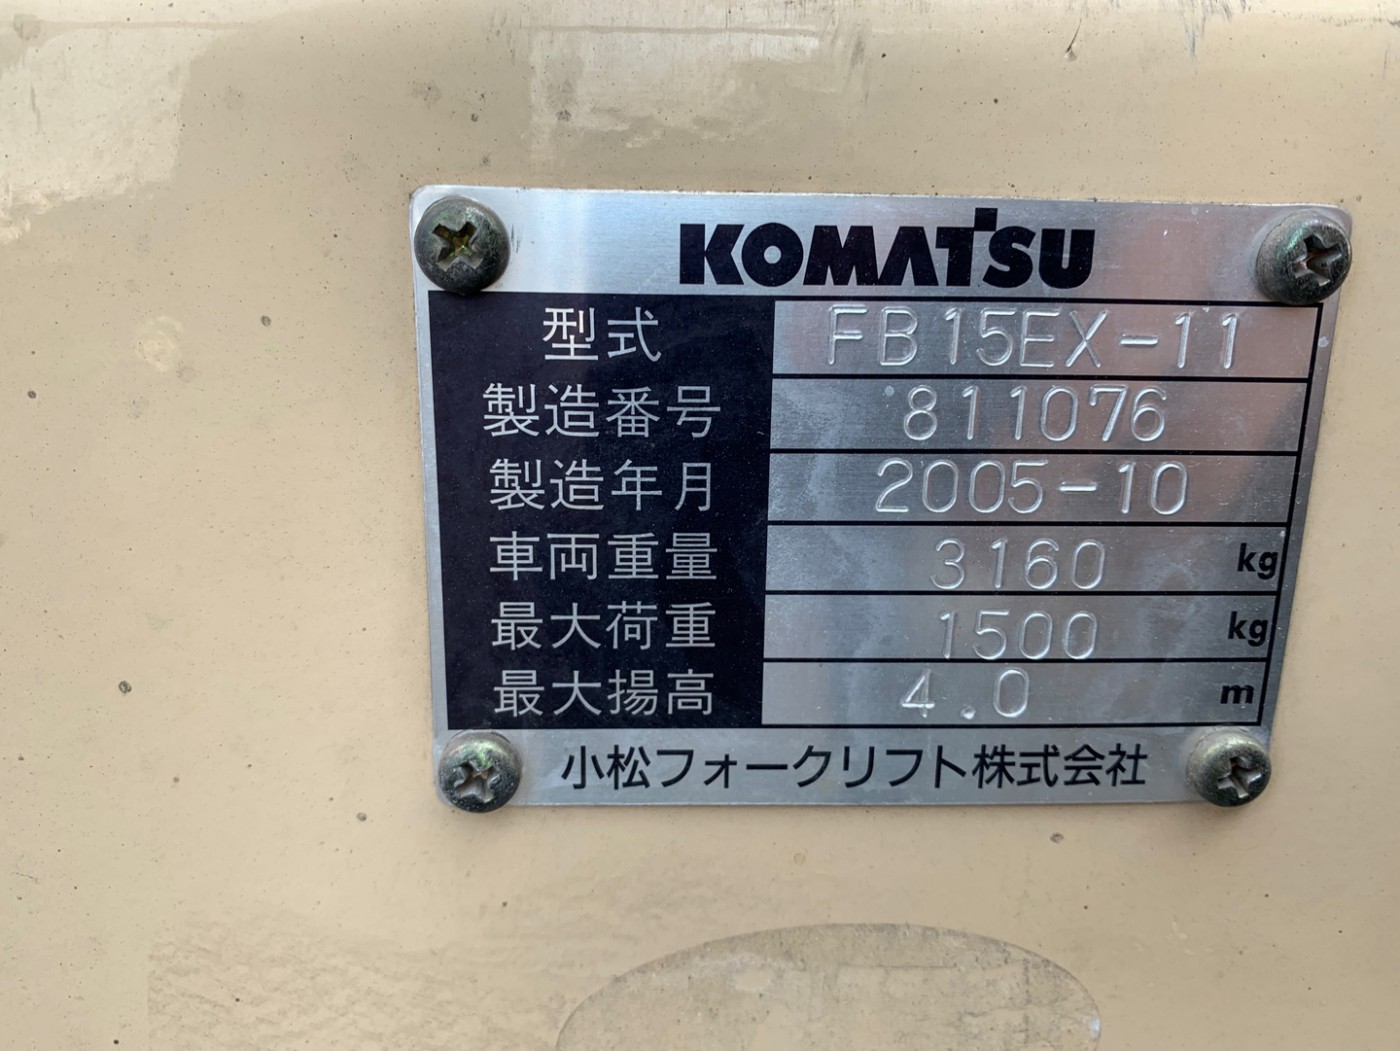 KOMATSU
型式 FB15EX-11
製造番号 811076
製造年月 2005-10
車両重量 3160 kg
最大荷重 1500 kg
最大揚高 4.0 m
小松フォークリフト株式会社